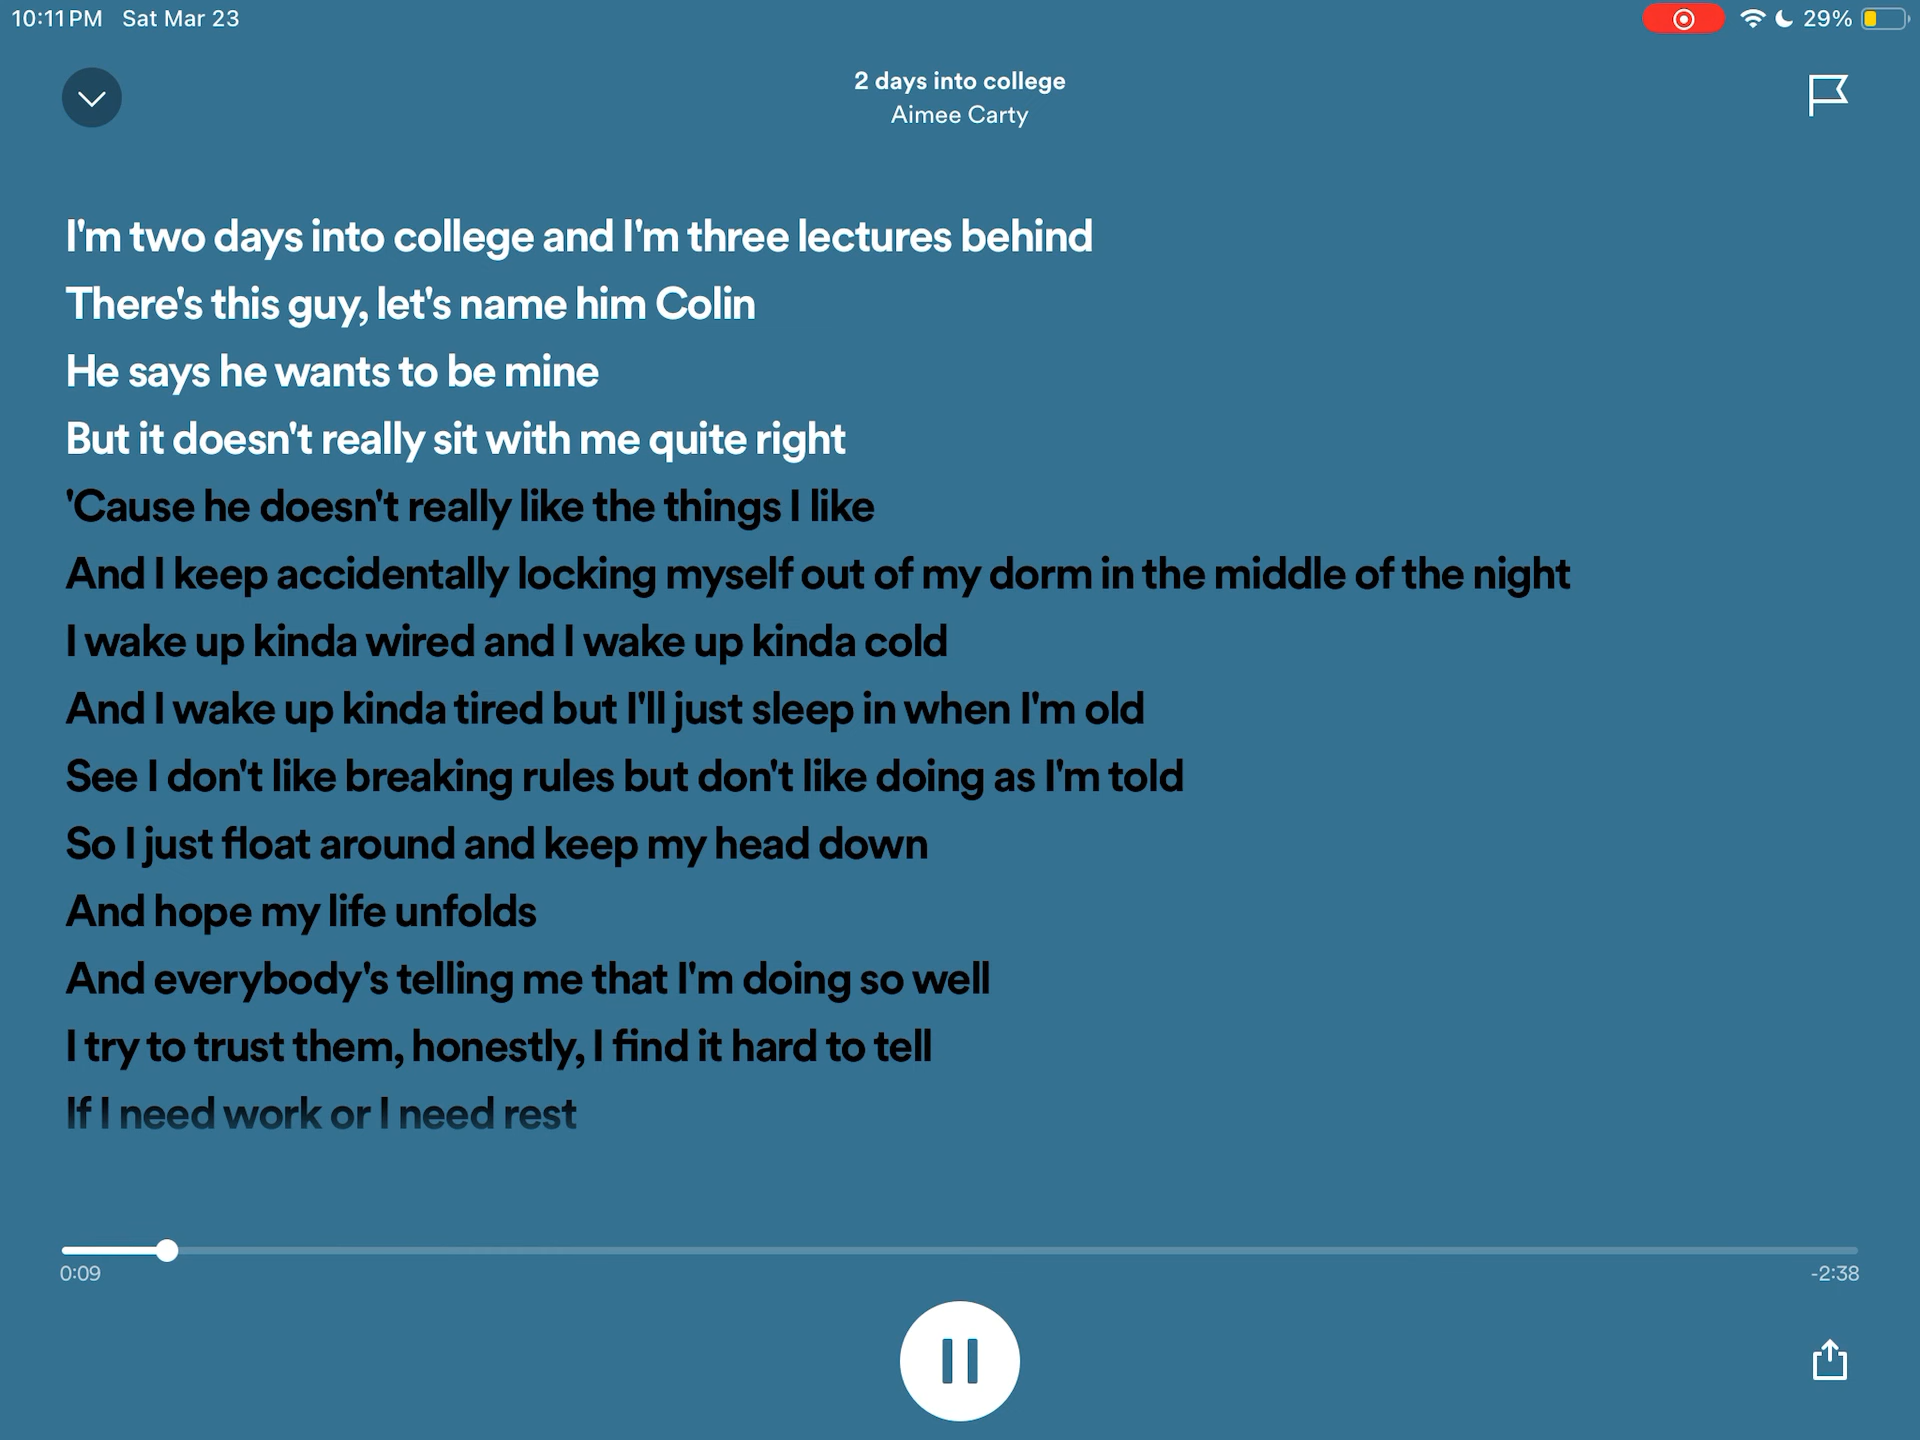 10:11 PM Sat Mar 23
29%
2 days into college
Aimee Carty
I'm two days into college and I'm three lectures behind
There's this guy, let's name him Colin
He says he wants to be mine
But it doesn't really sit with me quite right
'Cause he doesn't really like the things I like
And I keep accidentally locking myself out of my dorm in the middle of the night
I wake up kinda wired and I wake up kinda cold
And I wake up kinda tired but I'll just sleep in when I'm old
See I don't like breaking rules but don't like doing as I'm told
So I just float around and keep my head down
And hope my life unfolds
And everybody's telling me that I'm doing so well
I try to trust them, honestly, I find it hard to tell
If I need work or I need rest
0:09
-2:38